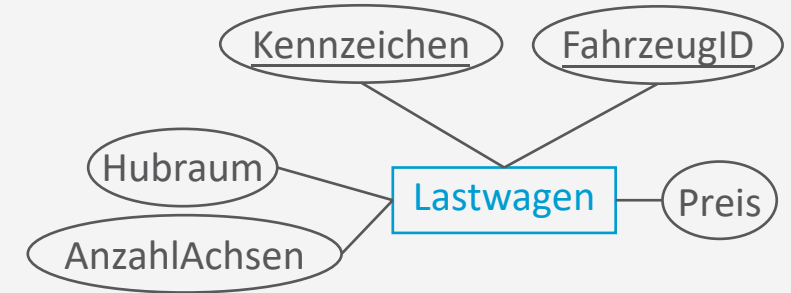 Kennzeichen
FahrzeugID
Hubraum
Lastwagen
Preis
AnzahlAchsen